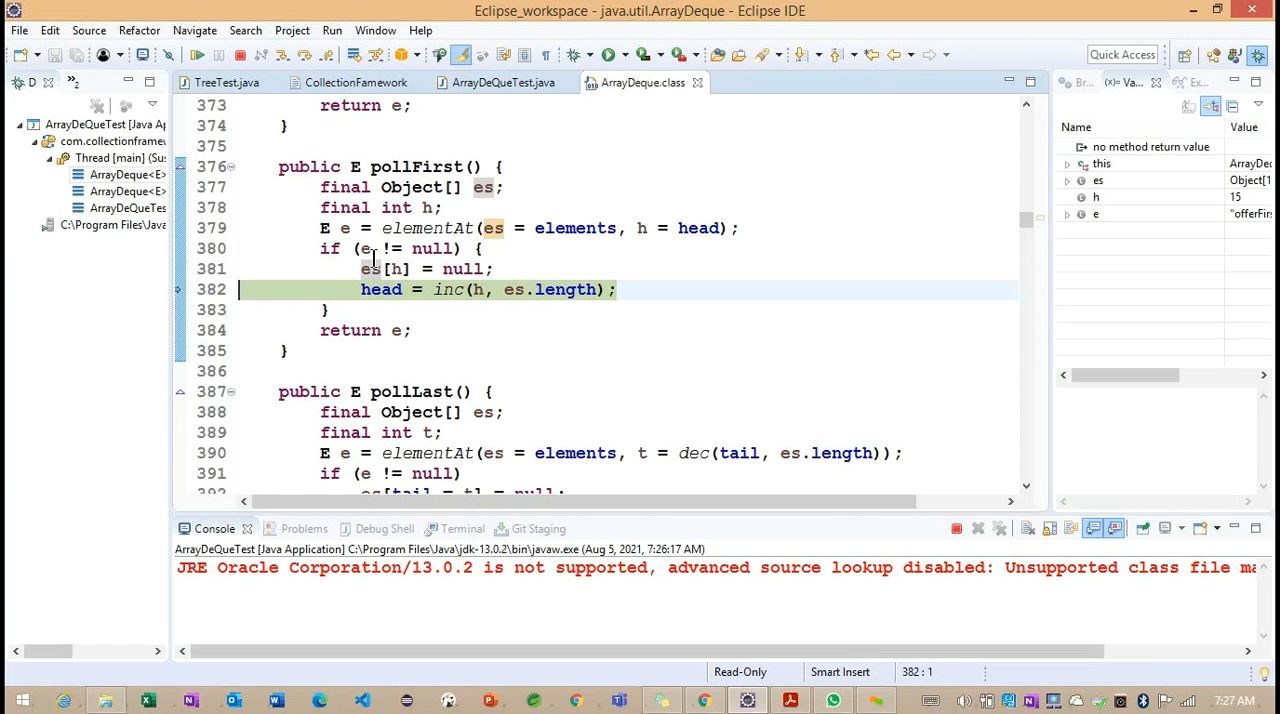 Eclipse_workspace - java.util.ArrayDeque - Eclipse IDE
File Edit Source Refactor Navigate Search Project Run Window Help
Quick Access
D
TreeTest.java CollectionFramework ArrayDeQueTest.java ArrayDeque.class Br... Va... Ex...
373 return e;
374 }
375
376 public E pollFirst() {
377 final Object[] es;
378 final int h;
379 E e = elementAt(es = elements, h = head);
380 if (e != null) {
381 es[h] = null;
382 head = inc(h, es.length);
383 }
384 return e;
385 }
386
387 public E pollLast() {
388 final Object[] es;
389 final int t;
390 E e = elementAt(es = elements, t = dec(tail, es.length));
391 if (e != null)
392 es[tail = t] = null;
ArrayDeQueTest [Java Ap
com.collectionframew
Thread [main] (Sus
ArrayDeque<E>
ArrayDeque<E>
ArrayDeQueTes
C:\Program Files\Java
Name Value
no method return value
this ArrayDec
es Object[1
h 15
e "offerFirs
Console Problems Debug Shell Terminal Git Staging
ArrayDeQueTest [Java Application] C:\Program Files\Java\jdk-13.0.2\bin\javaw.exe (Aug 5, 2021, 7:26:17 AM)
JRE Oracle Corporation/13.0.2 is not supported, advanced source lookup disabled: Unsupported class file ma
Read-Only Smart Insert 382 : 1
7:27 AM